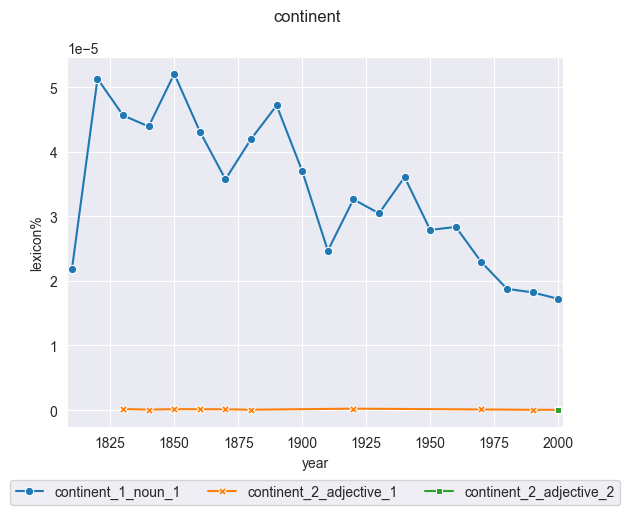 continent
1e−5
5
4
3
2
1
0
lexicon%
1825 1850 1875 1900 1925 1950 1975 2000
year
continent_1_noun_1 continent_2_adjective_1 continent_2_adjective_2